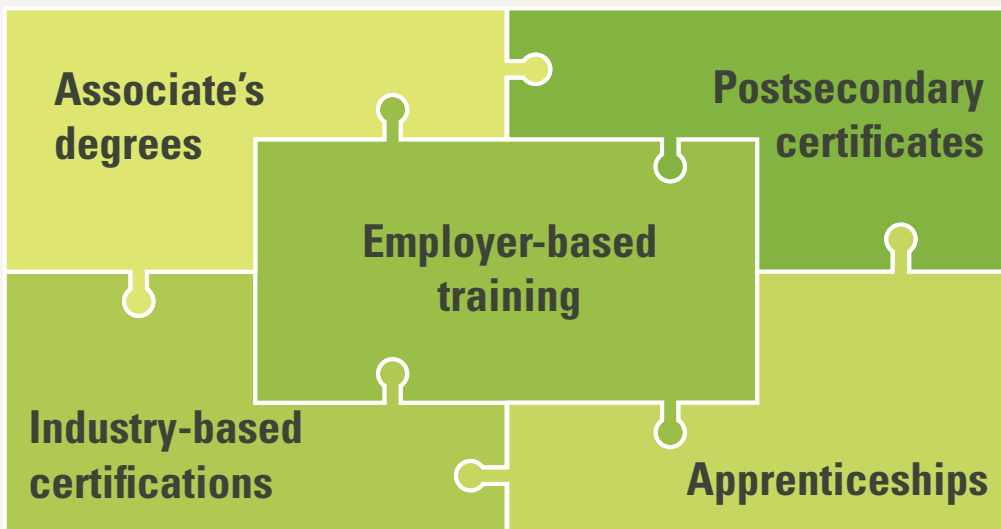 Associate’s
degrees
Postsecondary
certificates
Employer-based
training
Industry-based
certifications
Apprenticeships